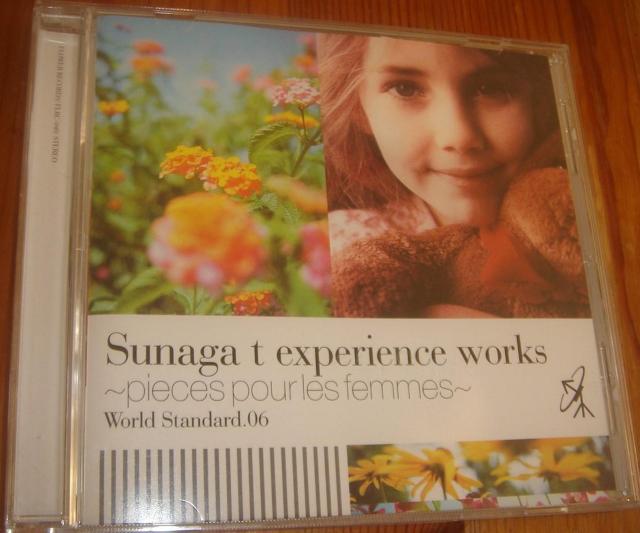 Sunaga t experience works
~pieces pour les femmes~
World Standard.06